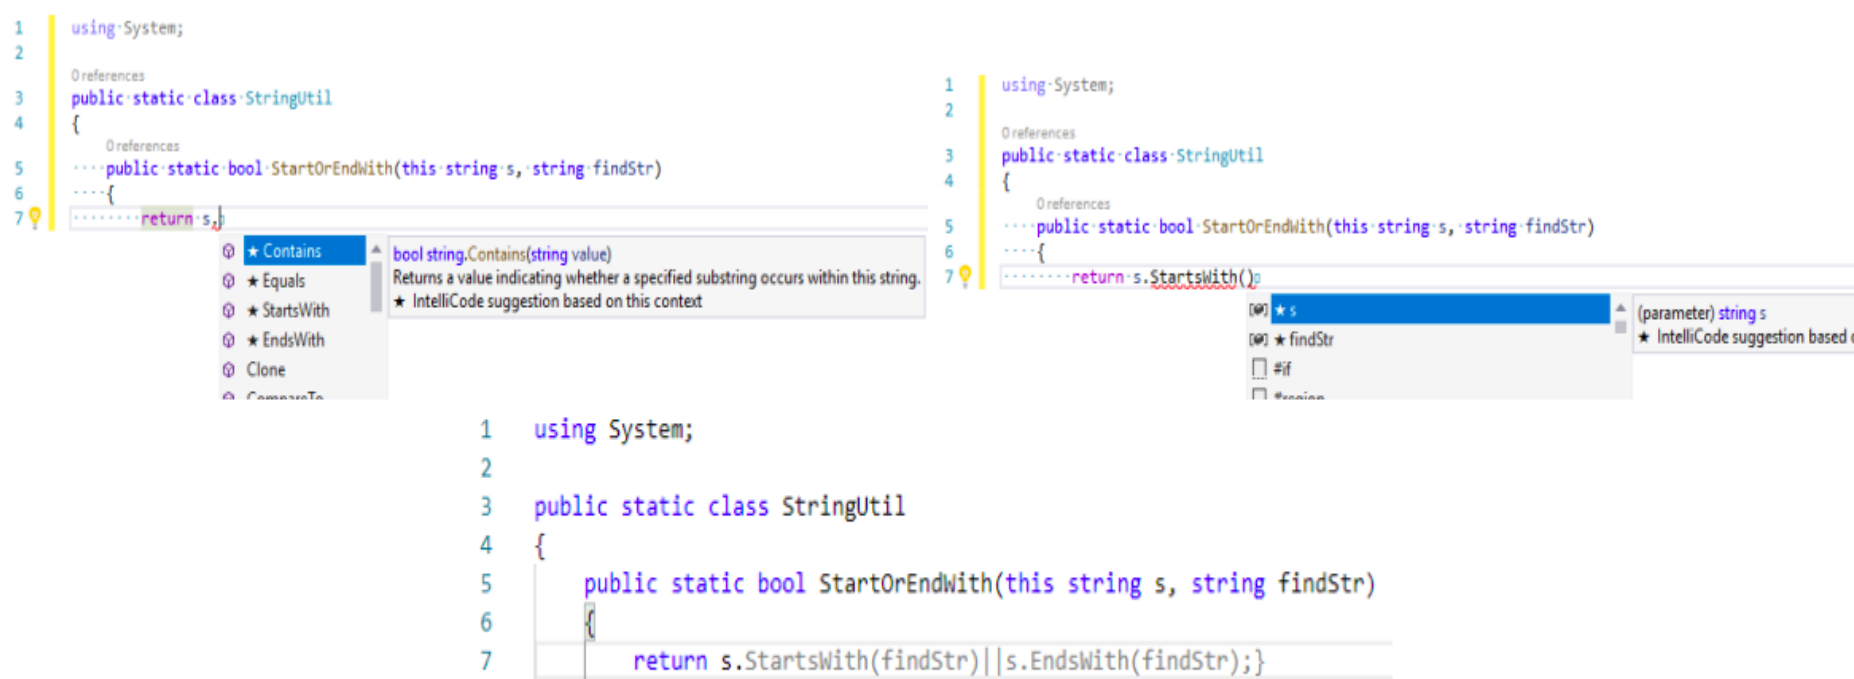 1 using System;
2
0 references
3 public static class StringUtil
4 {
0 references
5 public static bool StartOrEndWith(this string s, string findStr)
6 {
7 return s.
★ Contains
★ Equals
★ StartsWith
★ EndsWith
Clone
CompareTo
bool string.Contains(string value)
Returns a value indicating whether a specified substring occurs within this string.
★ IntelliCode suggestion based on this context
1 using System;
2
0 references
3 public static class StringUtil
4 {
0 references
5 public static bool StartOrEndWith(this string s, string findStr)
6 {
7 return s.StartsWith()
★ s
★ findStr
#if
#region
(parameter) string s
★ IntelliCode suggestion based
1 using System;
2
3 public static class StringUtil
4 {
5 public static bool StartOrEndWith(this string s, string findStr)
6 {
7 return s.StartsWith(findStr)||s.EndsWith(findStr);}